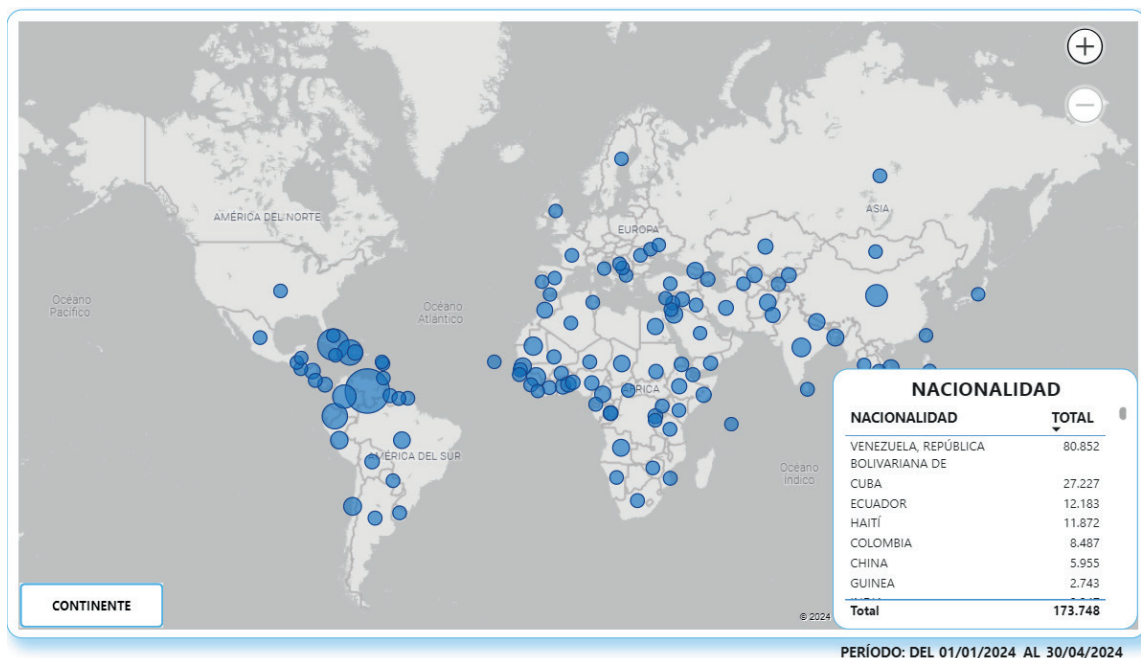 AMÉRICA DEL NORTE
EUROPA
ASIA
Océano
Pacífico
Océano
Atlántico
ÁFRICA
AMÉRICA DEL SUR
Océano
Índico
NACIONALIDAD
NACIONALIDAD TOTAL
VENEZUELA, REPÚBLICA 80.852
BOLIVARIANA DE
CUBA 27.227
ECUADOR 12.183
HAITÍ 11.872
COLOMBIA 8.487
CHINA 5.955
GUINEA 2.743
Total 173.748
CONTINENTE
© 2024
PERÍODO: DEL 01/01/2024 AL 30/04/2024